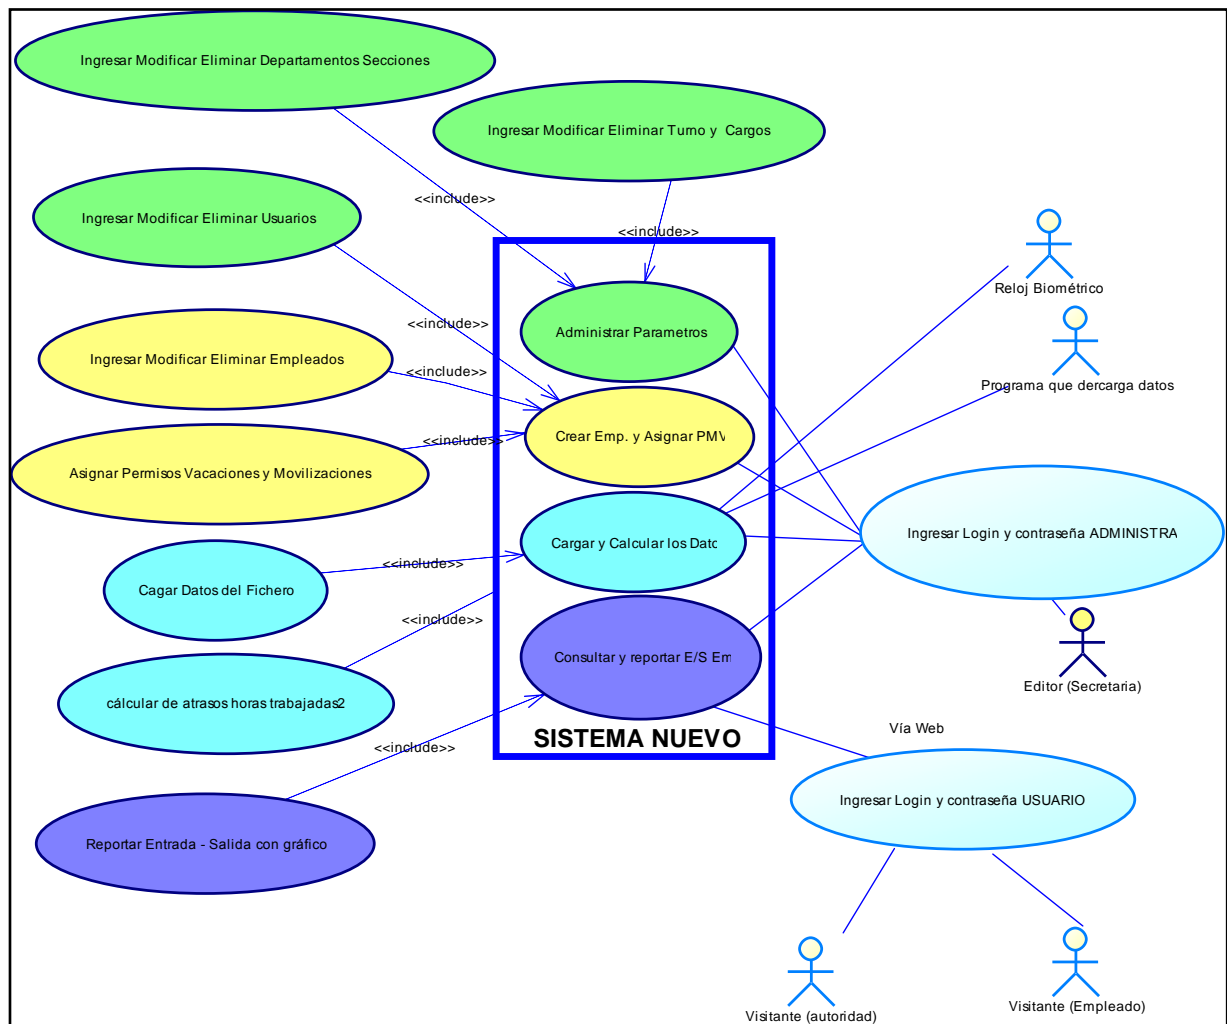 Ingresar Modificar Eliminar Departamentos Secciones
Ingresar Modificar Eliminar Turno y Cargos
<<include>>
Ingresar Modificar Eliminar Usuarios
<<include>>
Reloj Biométrico
<<include>>
Administrar Parametros
Ingresar Modificar Eliminar Empleados
<<include>>
Programa que dercarga datos
Crear Emp. y Asignar PMV
<<include>>
Asignar Permisos Vacaciones y Movilizaciones
Ingresar Login y contraseña ADMINISTRA
Cargar y Calcular los Datc
<<include>>
Cagar Datos del Fichero
<<include>>
Consultar y reportar E/S Em
Editor (Secretaria)
cálcular de atrasos horas trabajadas2
Vía Web
SISTEMA NUEVO
<<include>>
Ingresar Login y contraseña USUARIO
Reportar Entrada - Salida con gráfico
Visitante (Empleado)
Visitante (autoridad)